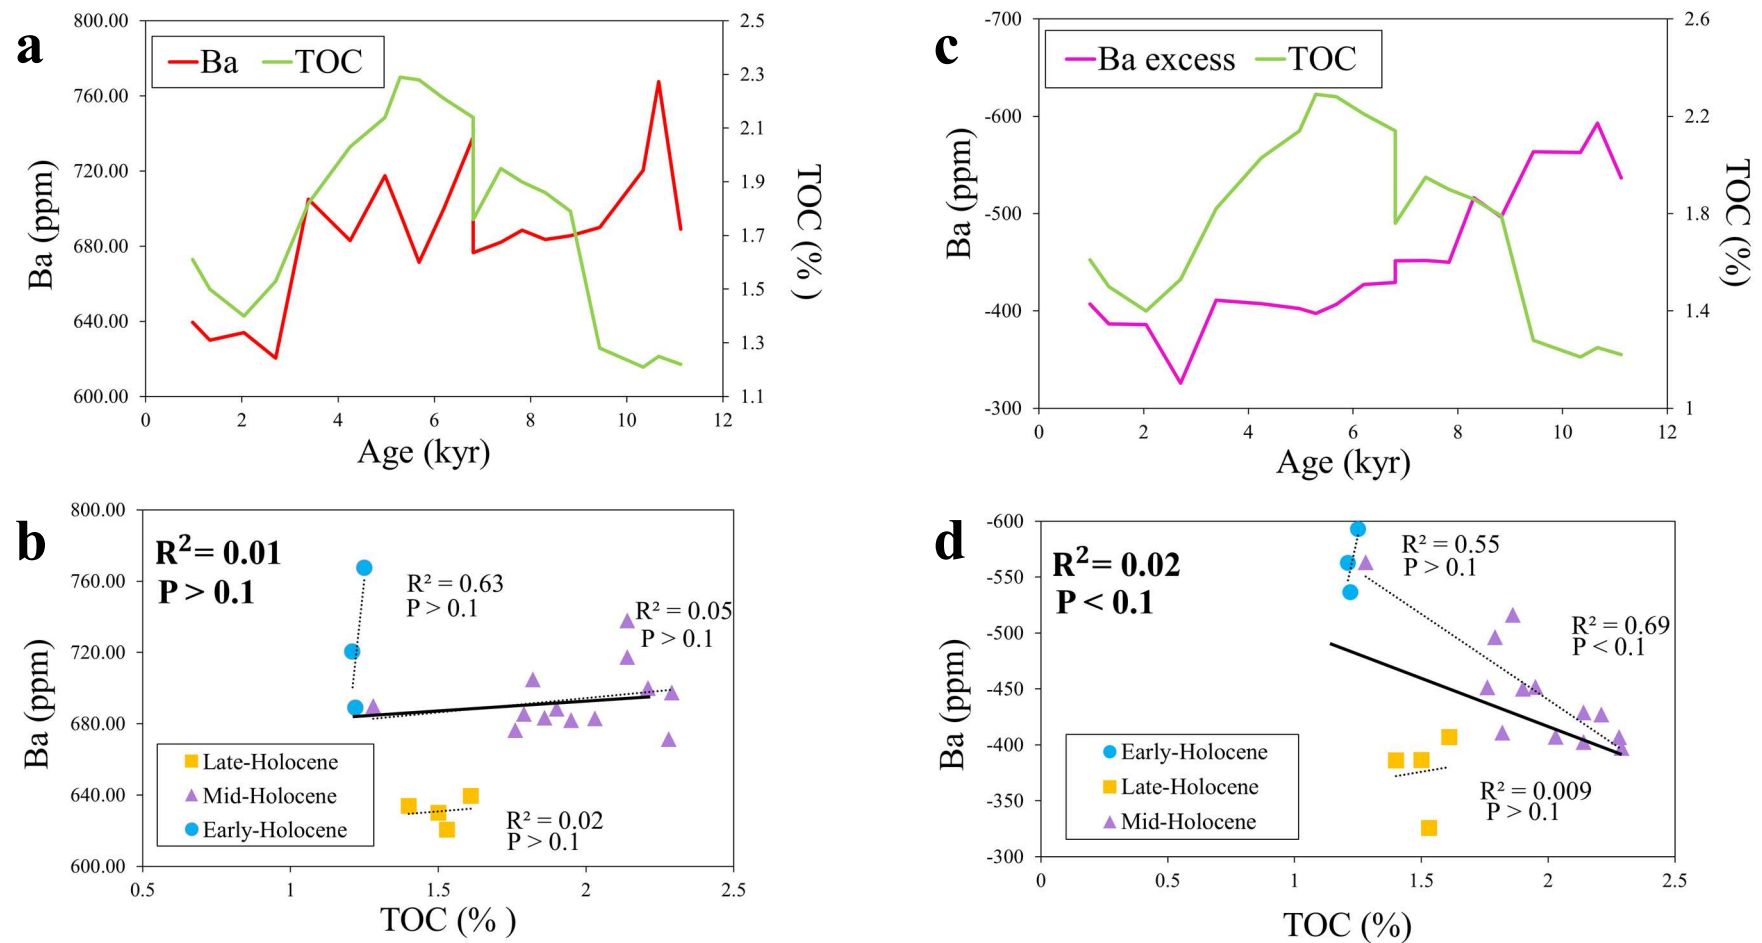 a
800.00
760.00
720.00
680.00
640.00
600.00
Ba (ppm)
Ba
TOC
2.5
2.3
2.1
1.9
1.7
1.5
1.3
1.1
TOC (% )
0
2
4
6
8
10
12
Age (kyr)
c
-700
-600
-500
-400
-300
Ba (ppm)
Ba excess
TOC
2.6
2.2
1.8
1.4
1
TOC (%)
0
2
4
6
8
10
12
Age (kyr)
b
800.00
760.00
720.00
680.00
640.00
600.00
Ba (ppm)
R²= 0.01
P > 0.1
R² = 0.63
P > 0.1
R² = 0.05
P > 0.1
R² = 0.02
P > 0.1
Late-Holocene
Mid-Holocene
Early-Holocene
0.5
1
1.5
2
2.5
TOC (% )
d
-600
-550
-500
-450
-400
-350
-300
Ba (ppm)
R²= 0.02
P < 0.1
R² = 0.55
P > 0.1
R² = 0.69
P < 0.1
R² = 0.009
P > 0.1
Early-Holocene
Late-Holocene
Mid-Holocene
0
0.5
1
1.5
2
2.5
TOC (%)